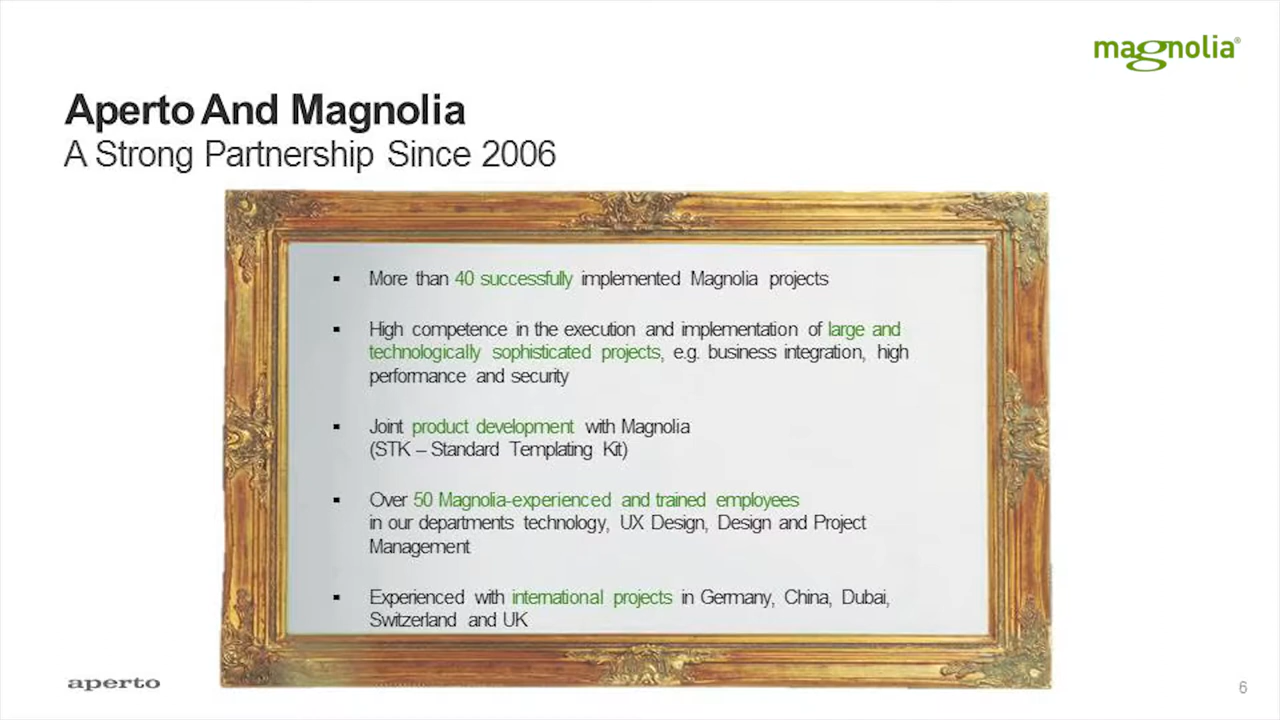 magnolia®
Aperto And Magnolia
A Strong Partnership Since 2006
▪ More than 40 successfully implemented Magnolia projects
▪ High competence in the execution and implementation of large and
technologically sophisticated projects, e.g. business integration, high
performance and security
▪ Joint product development with Magnolia
(STK – Standard Templating Kit)
▪ Over 50 Magnolia-experienced and trained employees
in our departments technology, UX Design, Design and Project
Management
▪ Experienced with international projects in Germany, China, Dubai,
Switzerland and UK
aperto
6